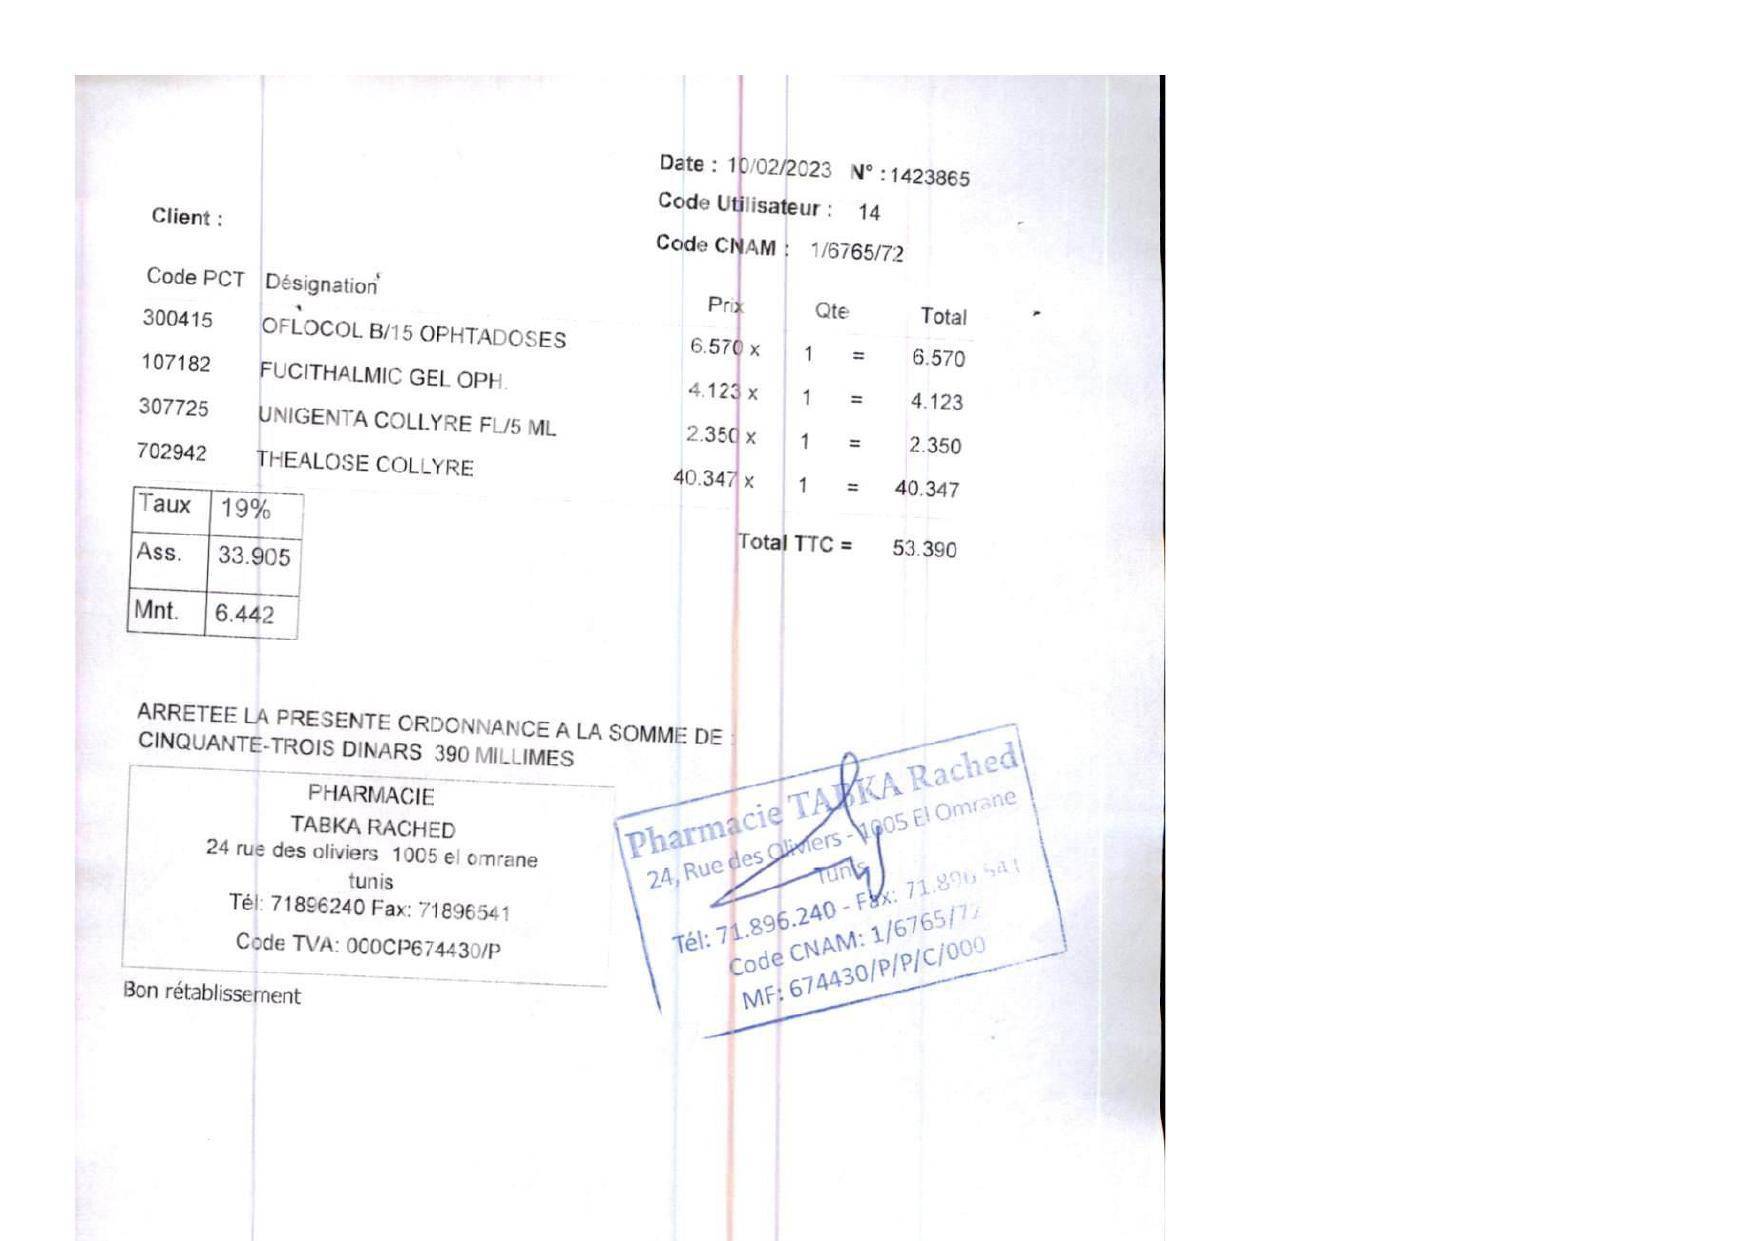 Date : 10/02/2023 N° : 1423865
Code Utilisateur : 14
Client :
Code CNAM : 1/6765/72
Code PCT Désignation Prix Qte Total
300415 OFLOCOL B/15 OPHTADOSES 6.570 x 1 = 6.570
107182 FUCITHALMIC GEL OPH. 4.123 x 1 = 4.123
307725 UNIGENTA COLLYRE FL/5 ML 2.350 x 1 = 2.350
702942 THEALOSE COLLYRE 40.347 x 1 = 40.347
Taux 19%
Ass. 33.905
Mnt. 6.442
Total TTC = 53.390
ARRETEE LA PRESENTE ORDONNANCE A LA SOMME DE :
CINQUANTE-TROIS DINARS 390 MILLIMES
PHARMACIE
TABKA RACHED
24 rue des oliviers 1005 el omrane
tunis
Tél: 71896240 Fax: 71896541
Code TVA: 000CP674430/P
Bon rétablissement
Pharmacie TABKA Rached
24, Rue des Oliviers - 1005 El Omrane
Tunis
Tél: 71.896.240 - Fax: 71.896 541
Code CNAM: 1/6765/72
MF: 674430/P/P/C/000